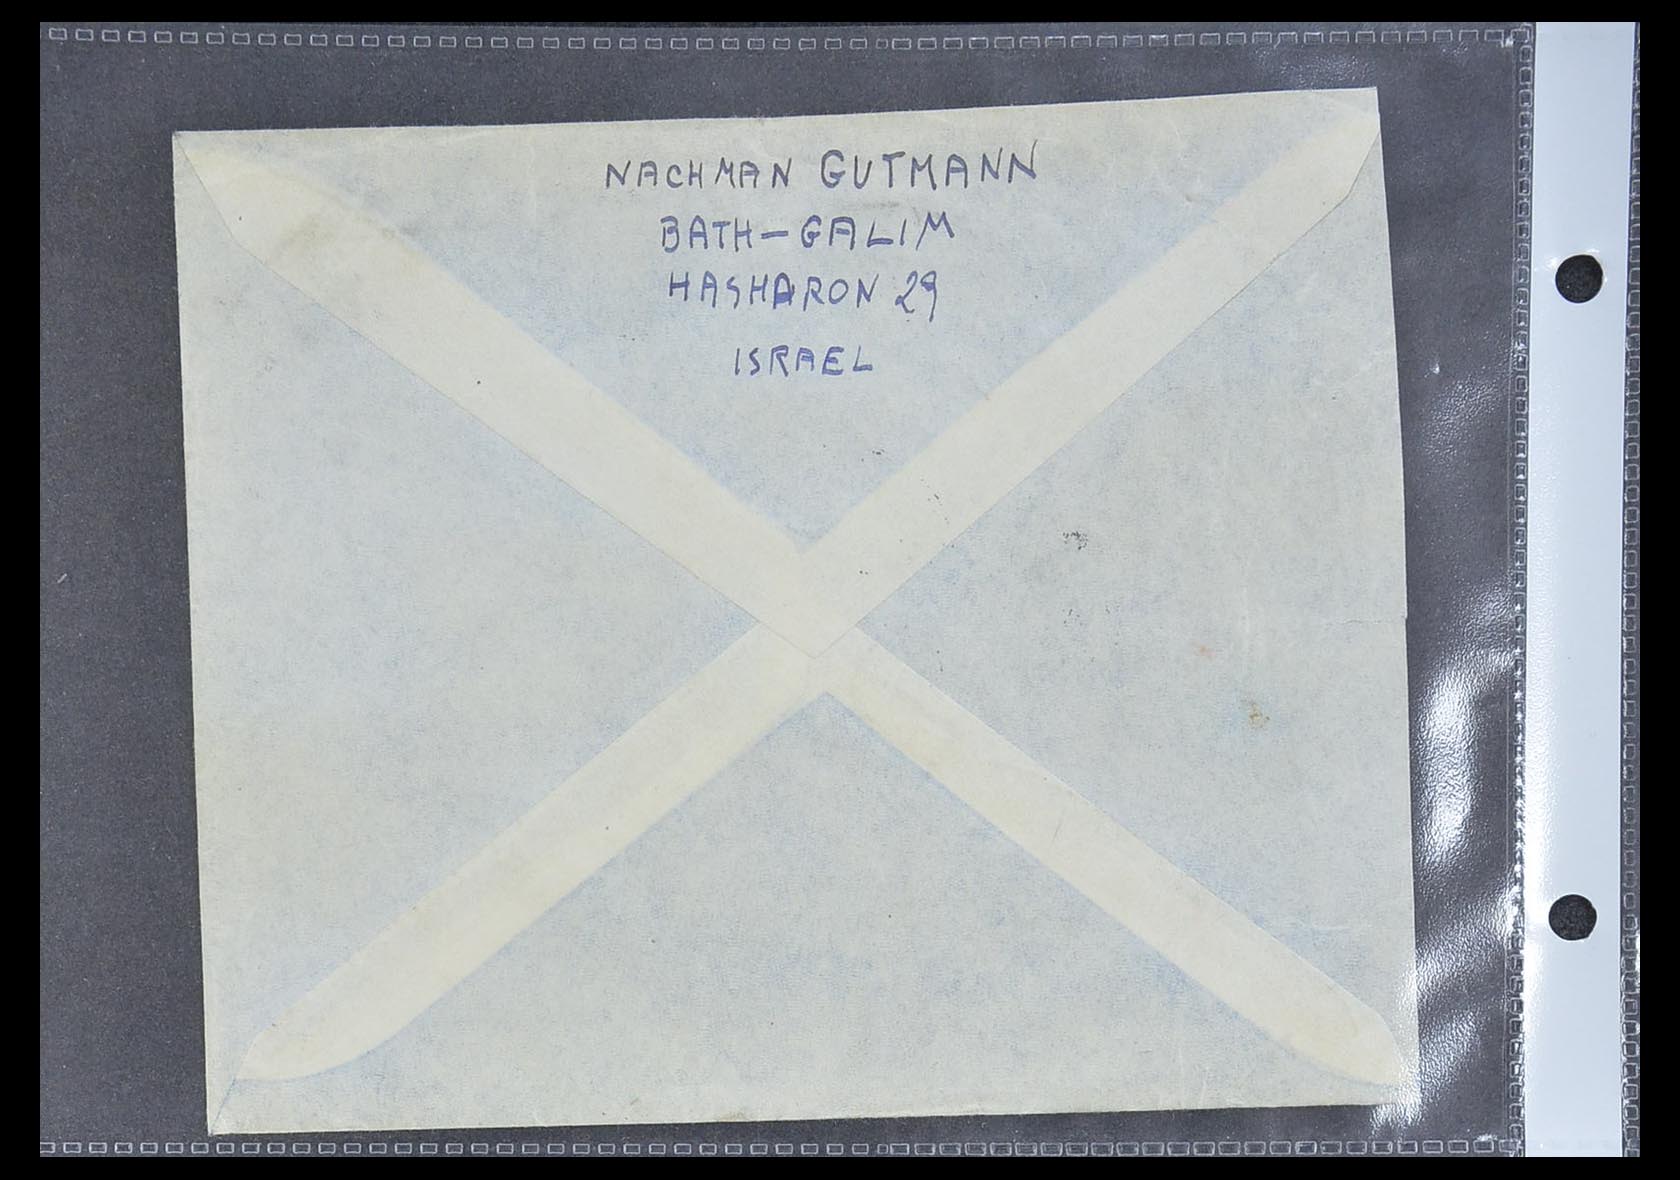 NACHMAN GUTMANN
BATH-GALIM
HASHARON 29
ISRAEL